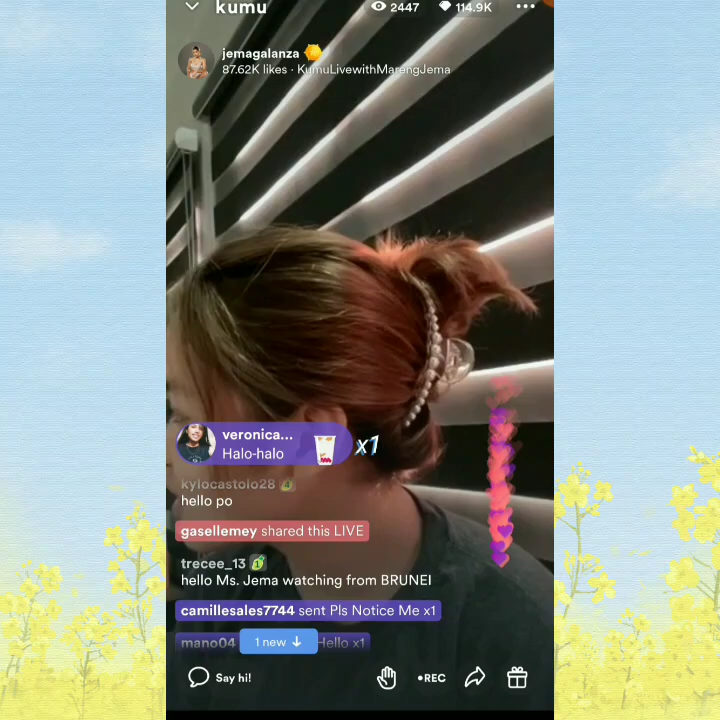 kumu
2447
114.9K
jemagalanza
87.62K likes · KumuLivewithMarengJema
veronica...
Halo-halo
x1
kylocastolo28
hello po
gasellemey shared this LIVE
trecee_13
hello Ms. Jema watching from BRUNEI
camillesales7744 sent Pls Notice Me x1
mano04
Hello x1
1 new ↓
Say hi!
•REC